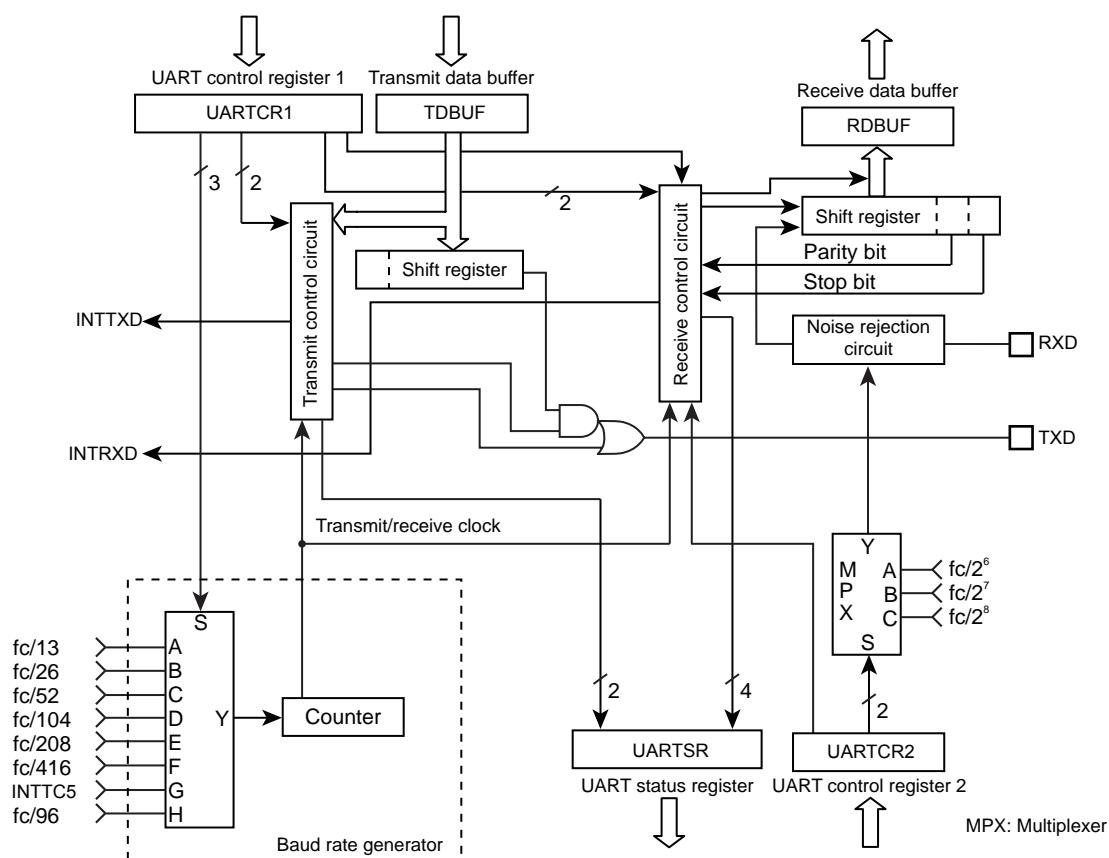 UART control register 1
Transmit data buffer
Receive data buffer
UARTCR1
TDBUF
RDBUF
3
2
2
Transmit control circuit
Receive control circuit
Shift register
Shift register
Parity bit
Stop bit
INTTXD
Noise rejection
circuit
RXD
INTRXD
TXD
Transmit/receive clock
Y
M
P
X
A
B
C
S
fc/2⁶
fc/2⁷
fc/2⁸
S
fc/13
fc/26
fc/52
fc/104
fc/208
fc/416
INTTC5
fc/96
A
B
C
D
E
F
G
H
Y
Counter
2
4
2
UARTSR
UARTCR2
UART status register
UART control register 2
Baud rate generator
MPX: Multiplexer